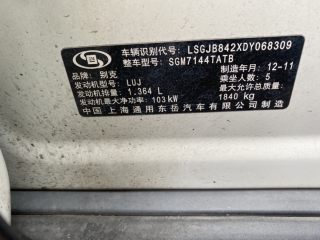 车辆识别代号: LSGJB842XDY068309
整车型号: SGM7144TATB
品牌: 别克 制造年月: 12-11
发动机型号: LUJ 乘坐人数: 5
发动机排量: 1.364 L 最大允许总质量:
发动机最大净功率: 103 kW 1840 kg
中国 上海通用东岳汽车有限公司制造